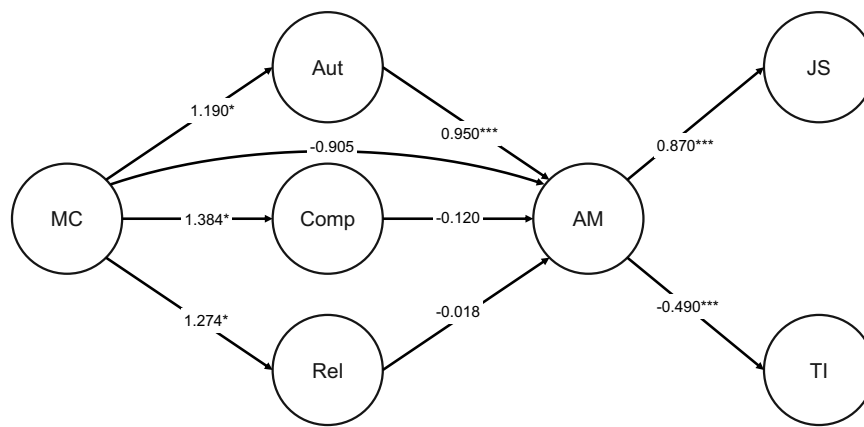 Aut
JS
1.190*
0.950***
0.870***
-0.905
MC
1.384*
Comp
-0.120
AM
1.274*
-0.018
-0.490***
Rel
TI